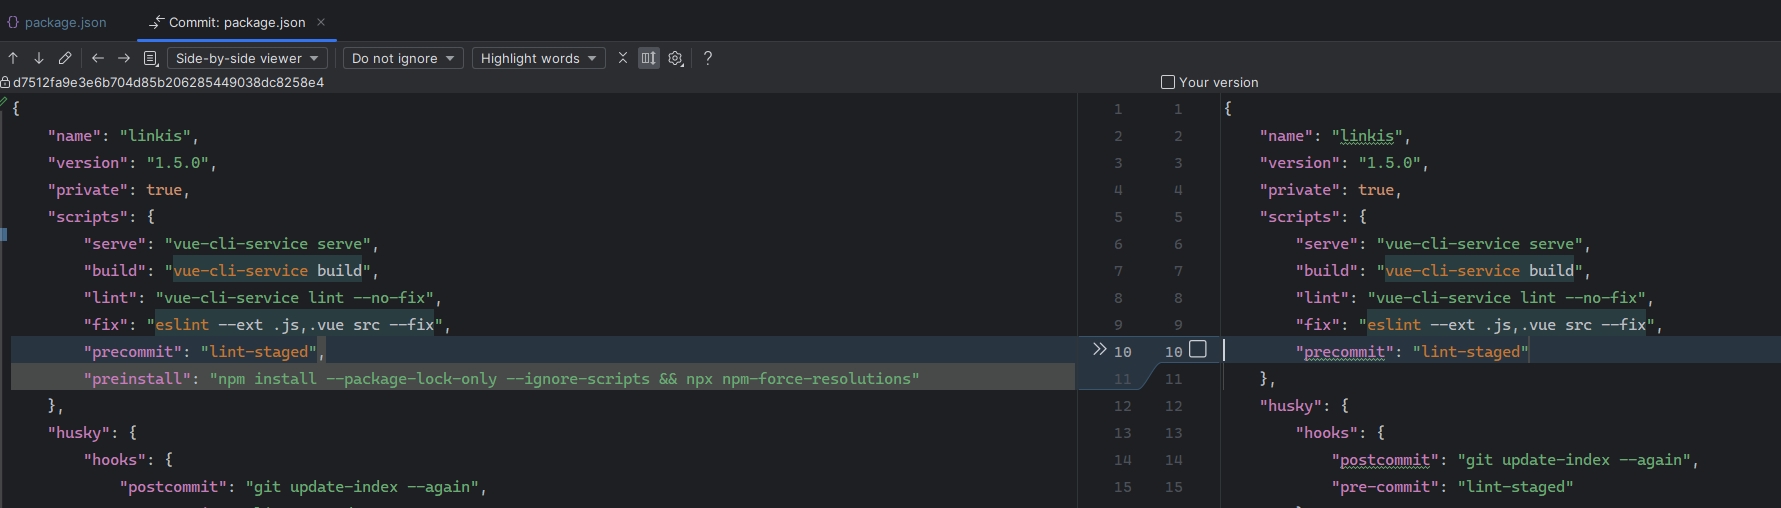 {} package.json
Commit: package.json ×
Side-by-side viewer Do not ignore Highlight words ?
d7512fa9e3e6b704d85b206285449038dc8258e4
{
"name": "linkis",
"version": "1.5.0",
"private": true,
"scripts": {
"serve": "vue-cli-service serve",
"build": "vue-cli-service build",
"lint": "vue-cli-service lint --no-fix",
"fix": "eslint --ext .js,.vue src --fix",
"precommit": "lint-staged",
"preinstall": "npm install --package-lock-only --ignore-scripts && npx npm-force-resolutions"
},
"husky": {
"hooks": {
"postcommit": "git update-index --again",
1 1
2 2
3 3
4 4
5 5
6 6
7 7
8 8
9 9
10 10
11 11
12 12
13 13
14 14
15 15
Your version
{
"name": "linkis",
"version": "1.5.0",
"private": true,
"scripts": {
"serve": "vue-cli-service serve",
"build": "vue-cli-service build",
"lint": "vue-cli-service lint --no-fix",
"fix": "eslint --ext .js,.vue src --fix",
"precommit": "lint-staged"
},
"husky": {
"hooks": {
"postcommit": "git update-index --again",
"pre-commit": "lint-staged"